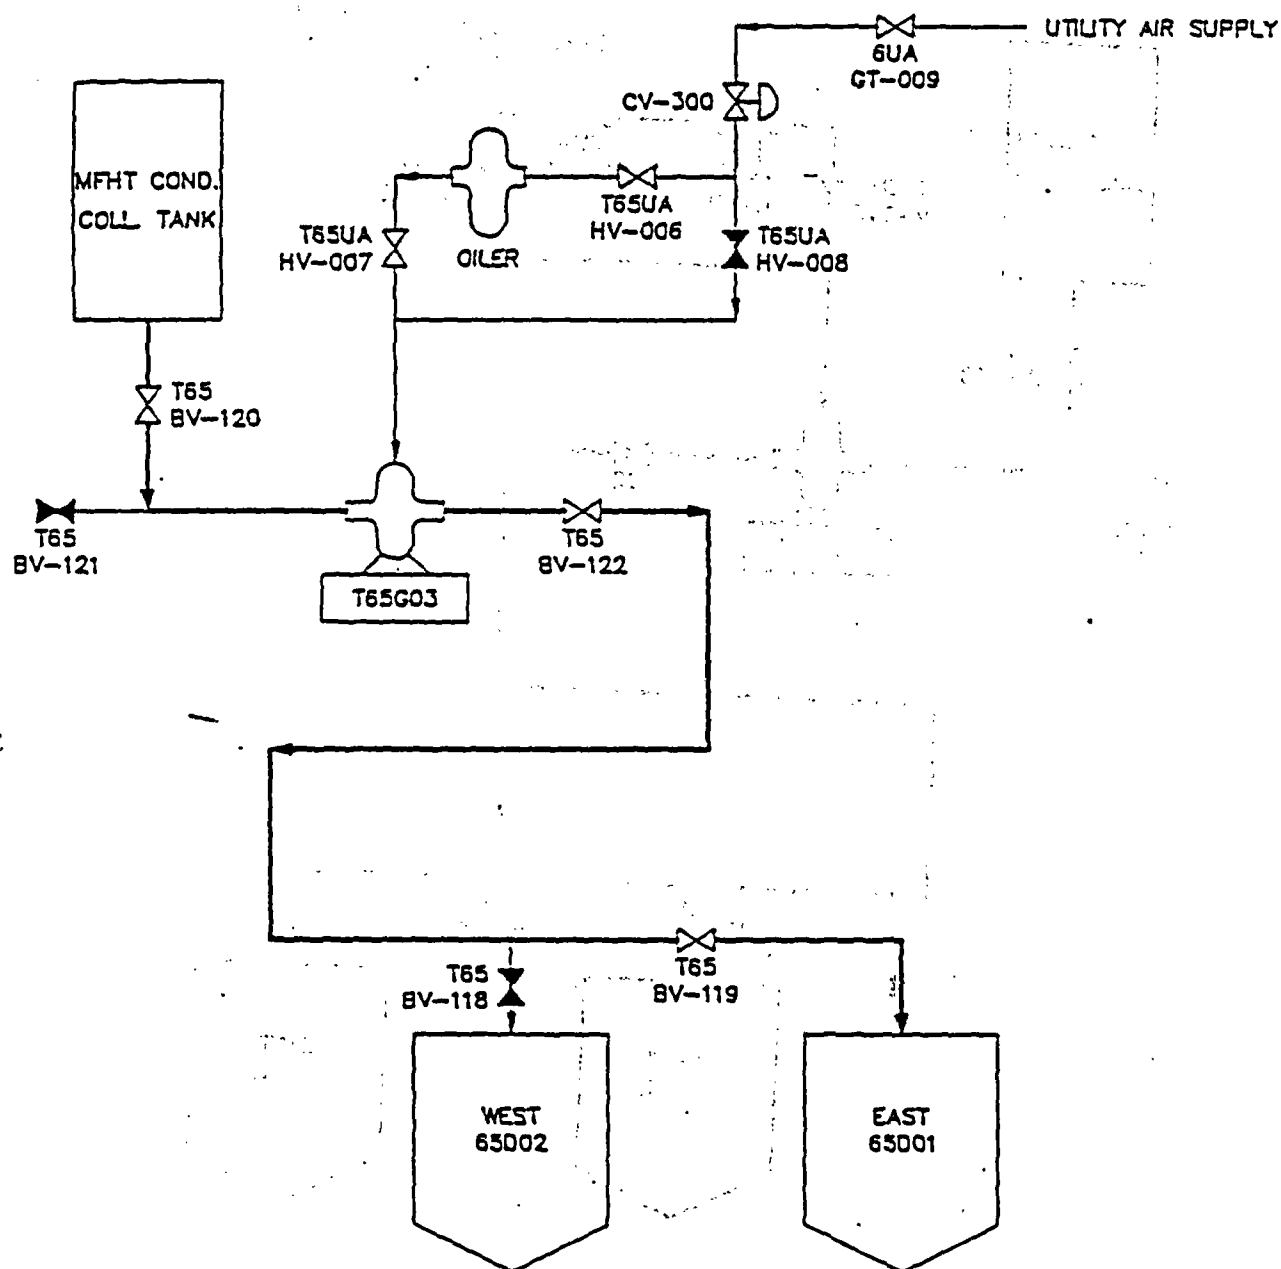 UTILITY AIR SUPPLY
6UA
GT-009
CV-300
MFHT COND.
COLL TANK
T65UA
HV-006
T65UA
HV-007
OILER
T65UA
HV-008
T65
BV-120
T65
BV-121
T65
BV-122
T65G03
T65
BV-118
T65
BV-119
WEST
65D02
EAST
65D01